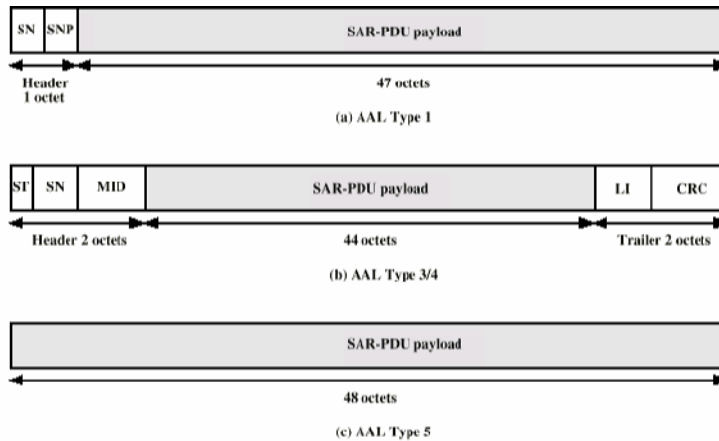 SN SNP SAR-PDU payload
Header
1 octet
47 octets
(a) AAL Type 1
ST SN MID SAR-PDU payload LI CRC
Header 2 octets 44 octets Trailer 2 octets
(b) AAL Type 3/4
SAR-PDU payload
48 octets
(c) AAL Type 5